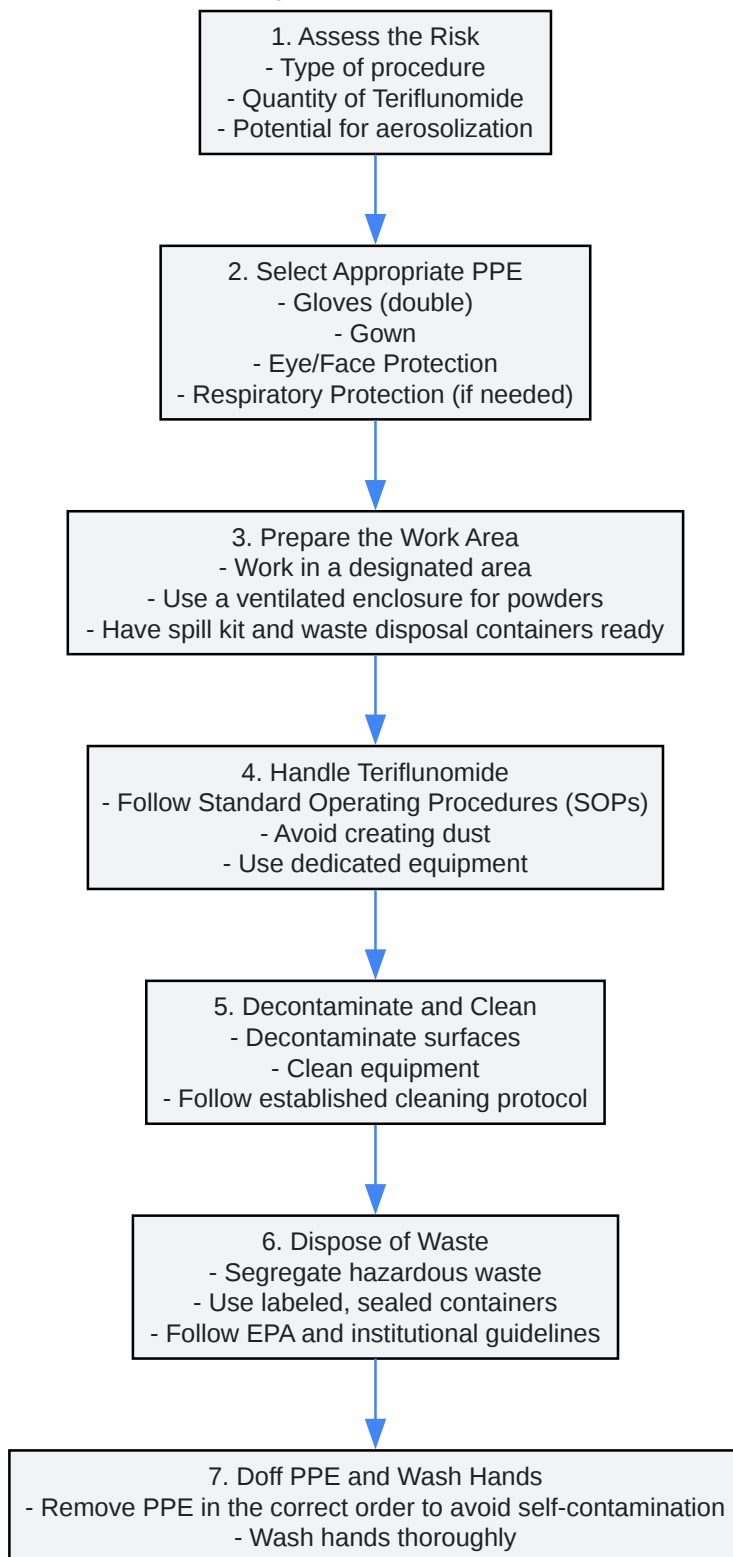 1. Assess the Risk
- Type of procedure
- Quantity of Teriflunomide
- Potential for aerosolization
2. Select Appropriate PPE
- Gloves (double)
- Gown
- Eye/Face Protection
- Respiratory Protection (if needed)
3. Prepare the Work Area
- Work in a designated area
- Use a ventilated enclosure for powders
- Have spill kit and waste disposal containers ready
4. Handle Teriflunomide
- Follow Standard Operating Procedures (SOPs)
- Avoid creating dust
- Use dedicated equipment
5. Decontaminate and Clean
- Decontaminate surfaces
- Clean equipment
- Follow established cleaning protocol
6. Dispose of Waste
- Segregate hazardous waste
- Use labeled, sealed containers
- Follow EPA and institutional guidelines
7. Doff PPE and Wash Hands
- Remove PPE in the correct order to avoid self-contamination
- Wash hands thoroughly